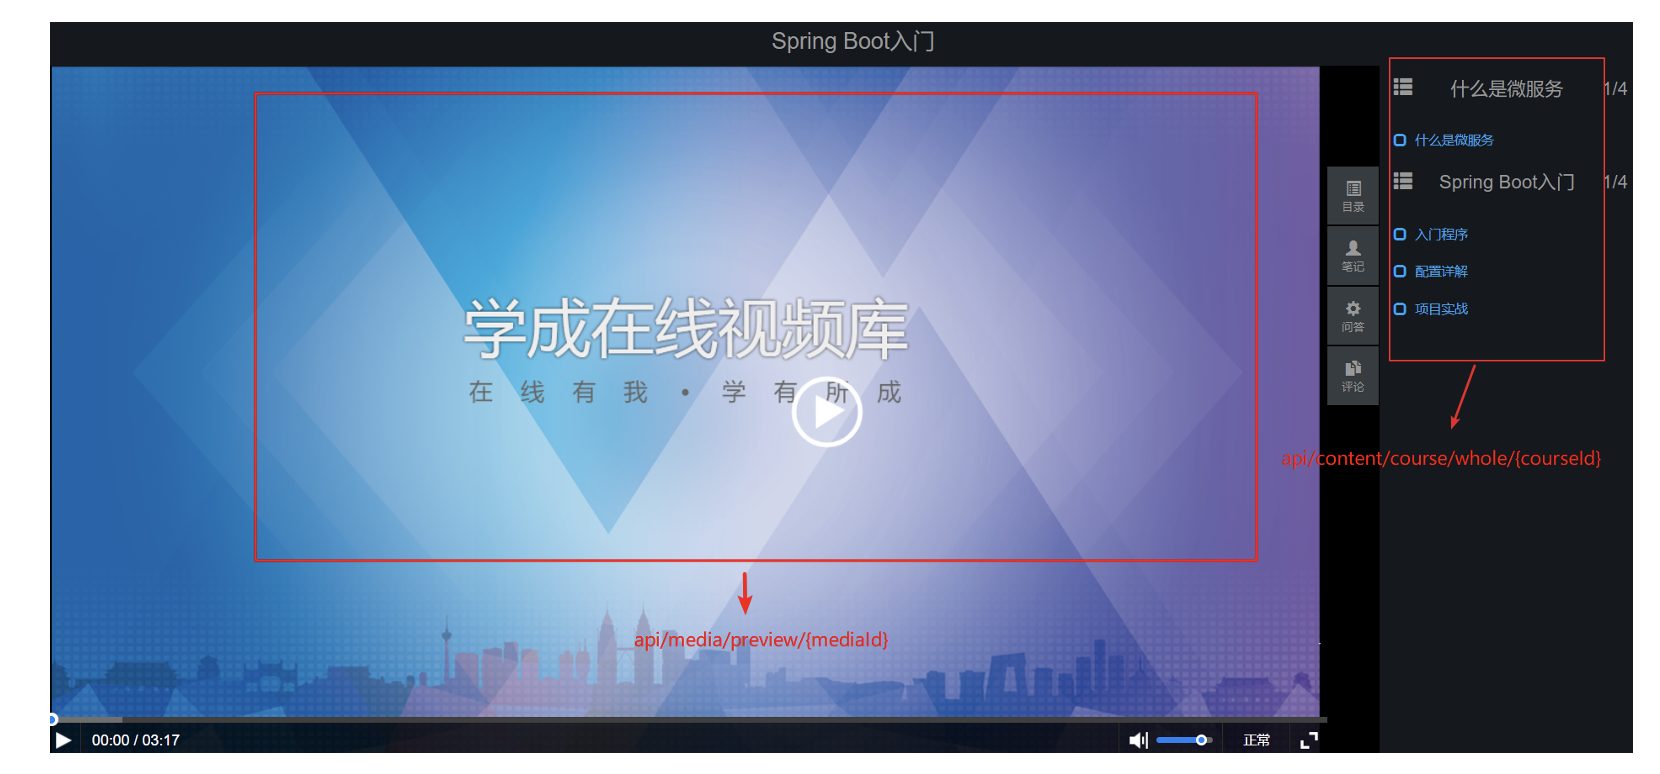 Spring Boot入门
学成在线视频库
在线有我•学有所成
api/media/preview/{mediaId}
00:00 / 03:17
正常
目录
笔记
问答
评论
什么是微服务 1/4
什么是微服务
Spring Boot入门 1/4
入门程序
配置详解
项目实战
api/content/course/whole/{courseId}